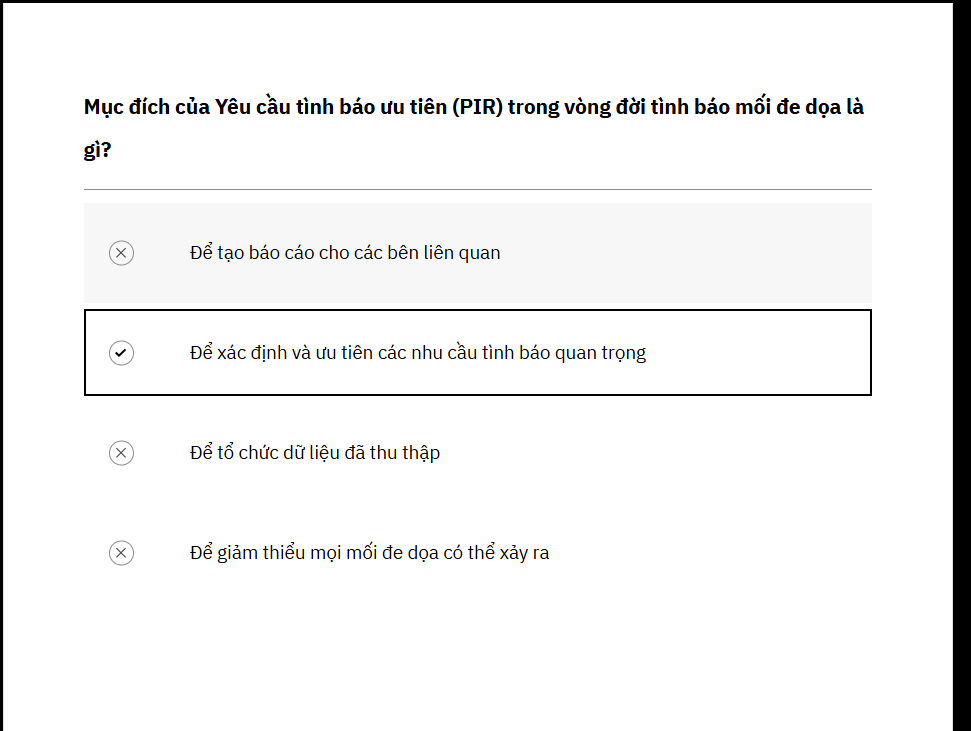 Mục đích của Yêu cầu tình báo ưu tiên (PIR) trong vòng đời tình báo mối đe dọa là
gì?
Để tạo báo cáo cho các bên liên quan
Để xác định và ưu tiên các nhu cầu tình báo quan trọng
Để tổ chức dữ liệu đã thu thập
Để giảm thiểu mọi mối đe dọa có thể xảy ra